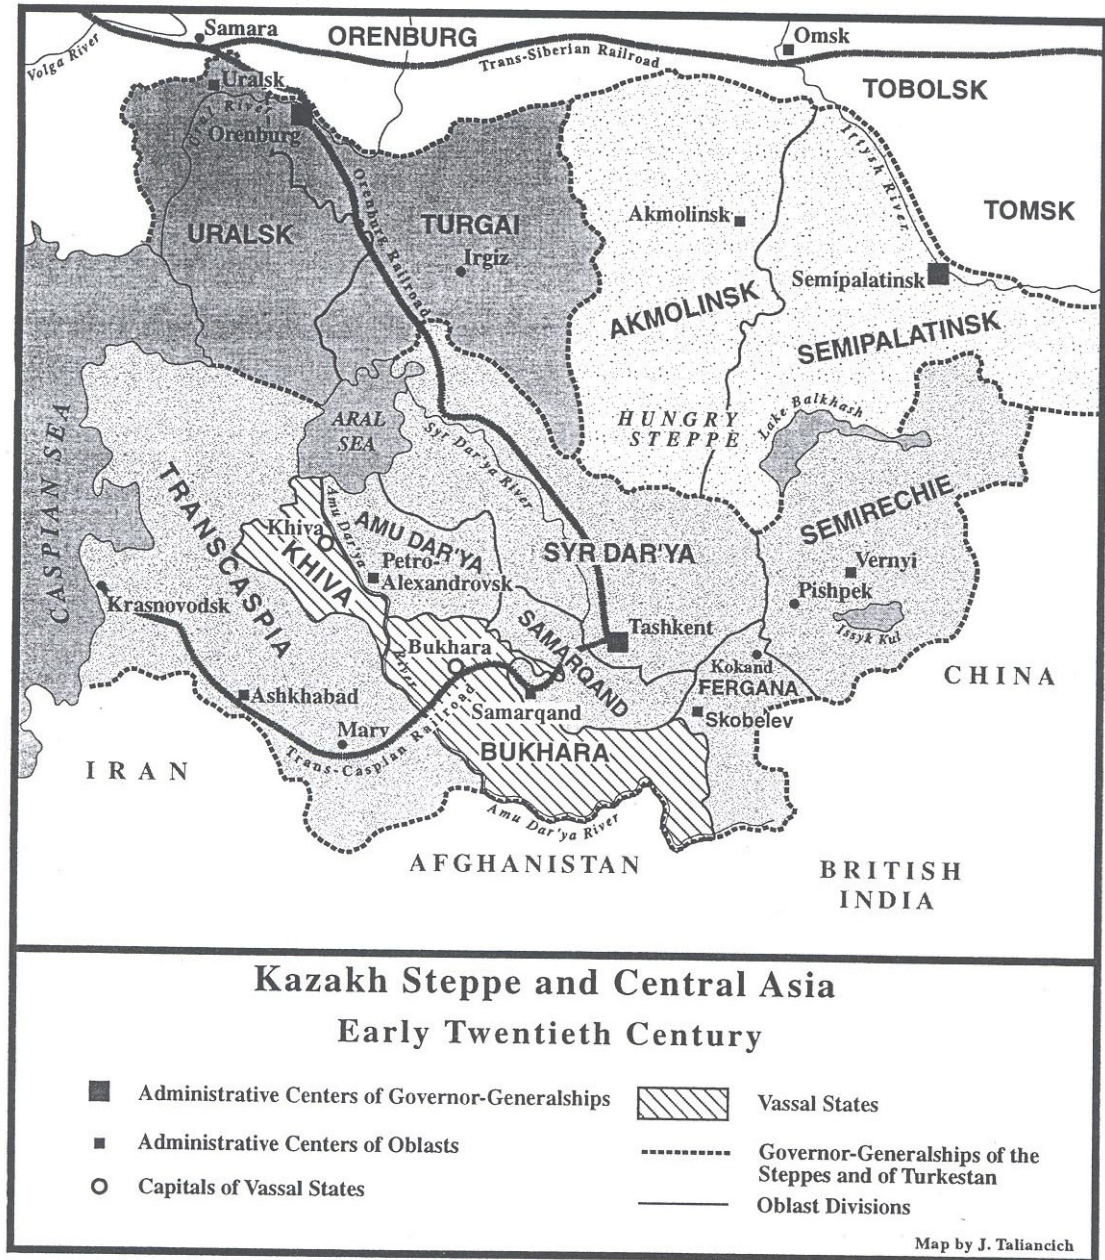 Samara
ORENBURG
Omsk
Volga River
Trans-Siberian Railroad
Uralsk
TOBOLSK
Ural River
Orenburg
Irtysh River
Orenburg Railroad
TURGAI
Akmolinsk
TOMSK
URALSK
Irgiz
Semipalatinsk
AKMOLINSK
SEMIPALATINSK
CASPIAN SEA
ARAL
SEA
HUNGRY
STEPPE
Lake Balkhash
Syr Dar'ya River
TRANSCASPIA
Amu Dar'ya
River
AMU DAR'YA
SEMIRECHIE
Khiva
KHIVA
Petro-
Alexandrovsk
SYR DAR'YA
Vernyi
Pishpek
Krasnovodsk
Issyk Kul
SAMARQAND
Tashkent
Bukhara
Kokand
CHINA
FERGANA
Ashkhabad
Samarqand
Skobelev
Marv
Trans-Caspian Railroad
BUKHARA
IRAN
Amu Dar'ya River
AFGHANISTAN
BRITISH
INDIA
Kazakh Steppe and Central Asia
Early Twentieth Century
Administrative Centers of Governor-Generalships
Vassal States
Administrative Centers of Oblasts
Governor-Generalships of the
Steppes and of Turkestan
Capitals of Vassal States
Oblast Divisions
Map by J. Taliancich